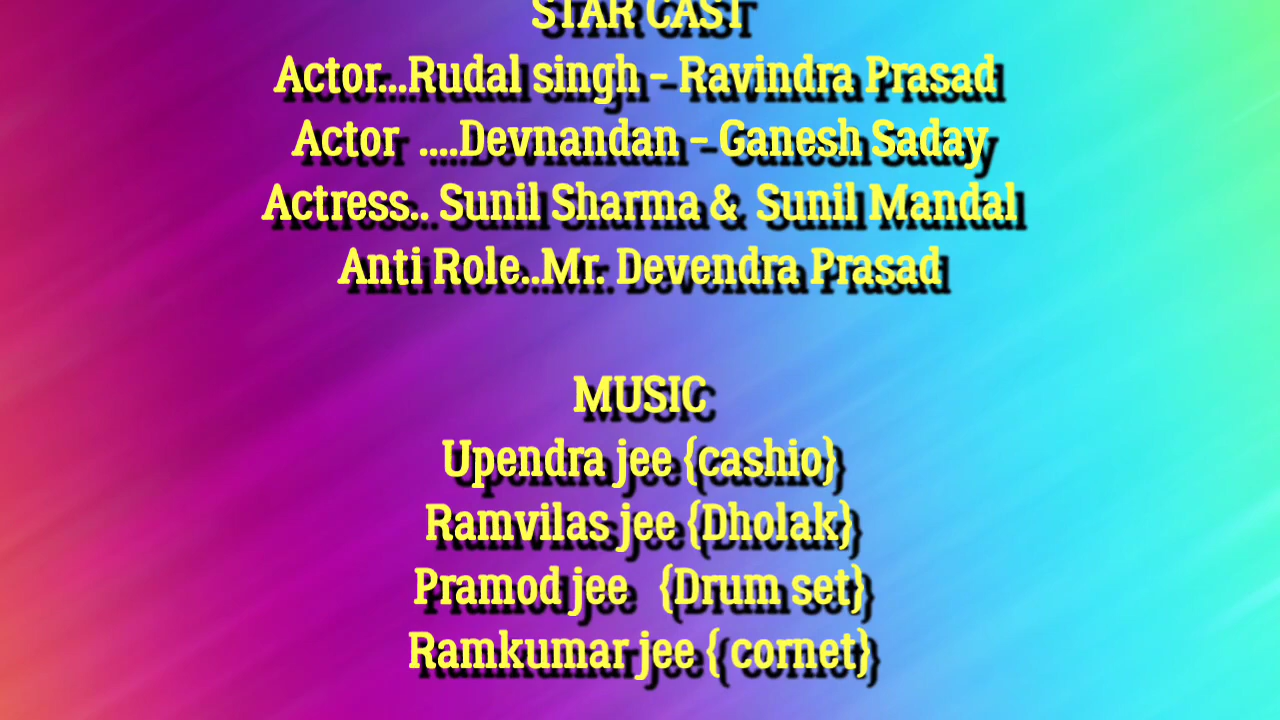 STAR CAST
Actor...Rudal singh - Ravindra Prasad
Actor ....Devnandan - Ganesh Saday
Actress.. Sunil Sharma & Sunil Mandal
Anti Role..Mr. Devendra Prasad
MUSIC
Upendra jee {cashio}
Ramvilas jee {Dholak}
Pramod jee {Drum set}
Ramkumar jee { cornet}